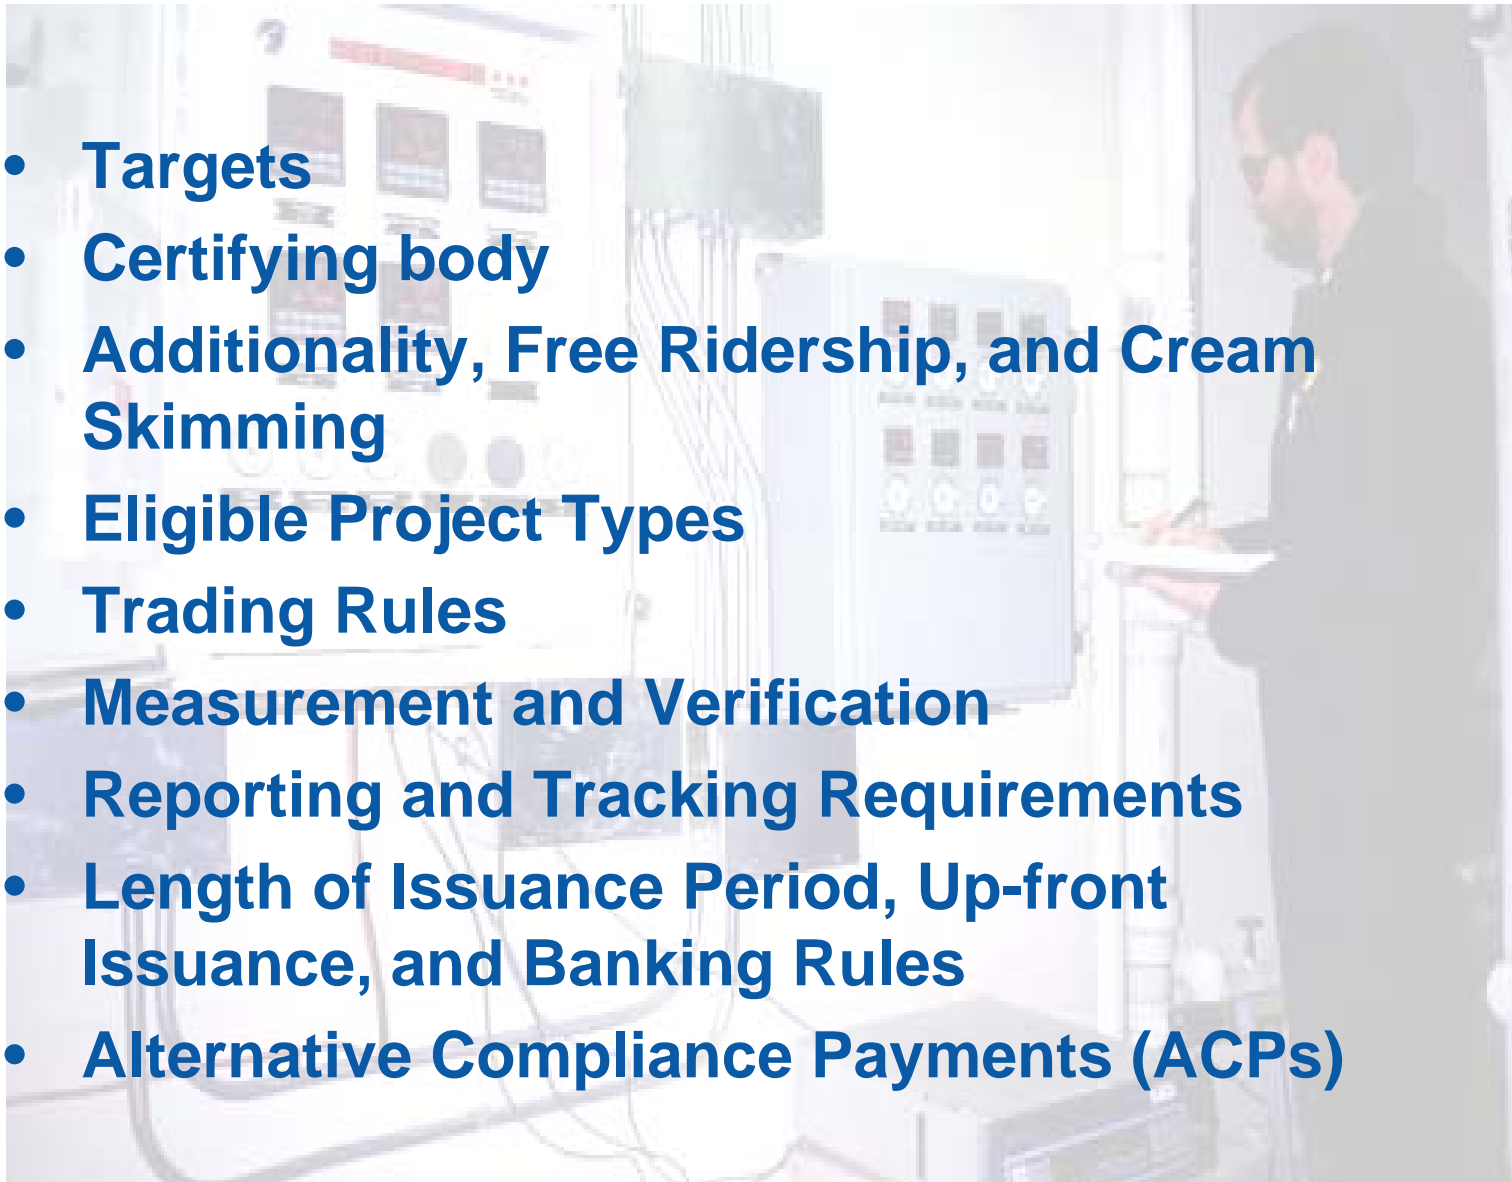 • Targets
• Certifying body
• Additionality, Free Ridership, and Cream
Skimming
• Eligible Project Types
• Trading Rules
• Measurement and Verification
• Reporting and Tracking Requirements
• Length of Issuance Period, Up-front
Issuance, and Banking Rules
• Alternative Compliance Payments (ACPs)